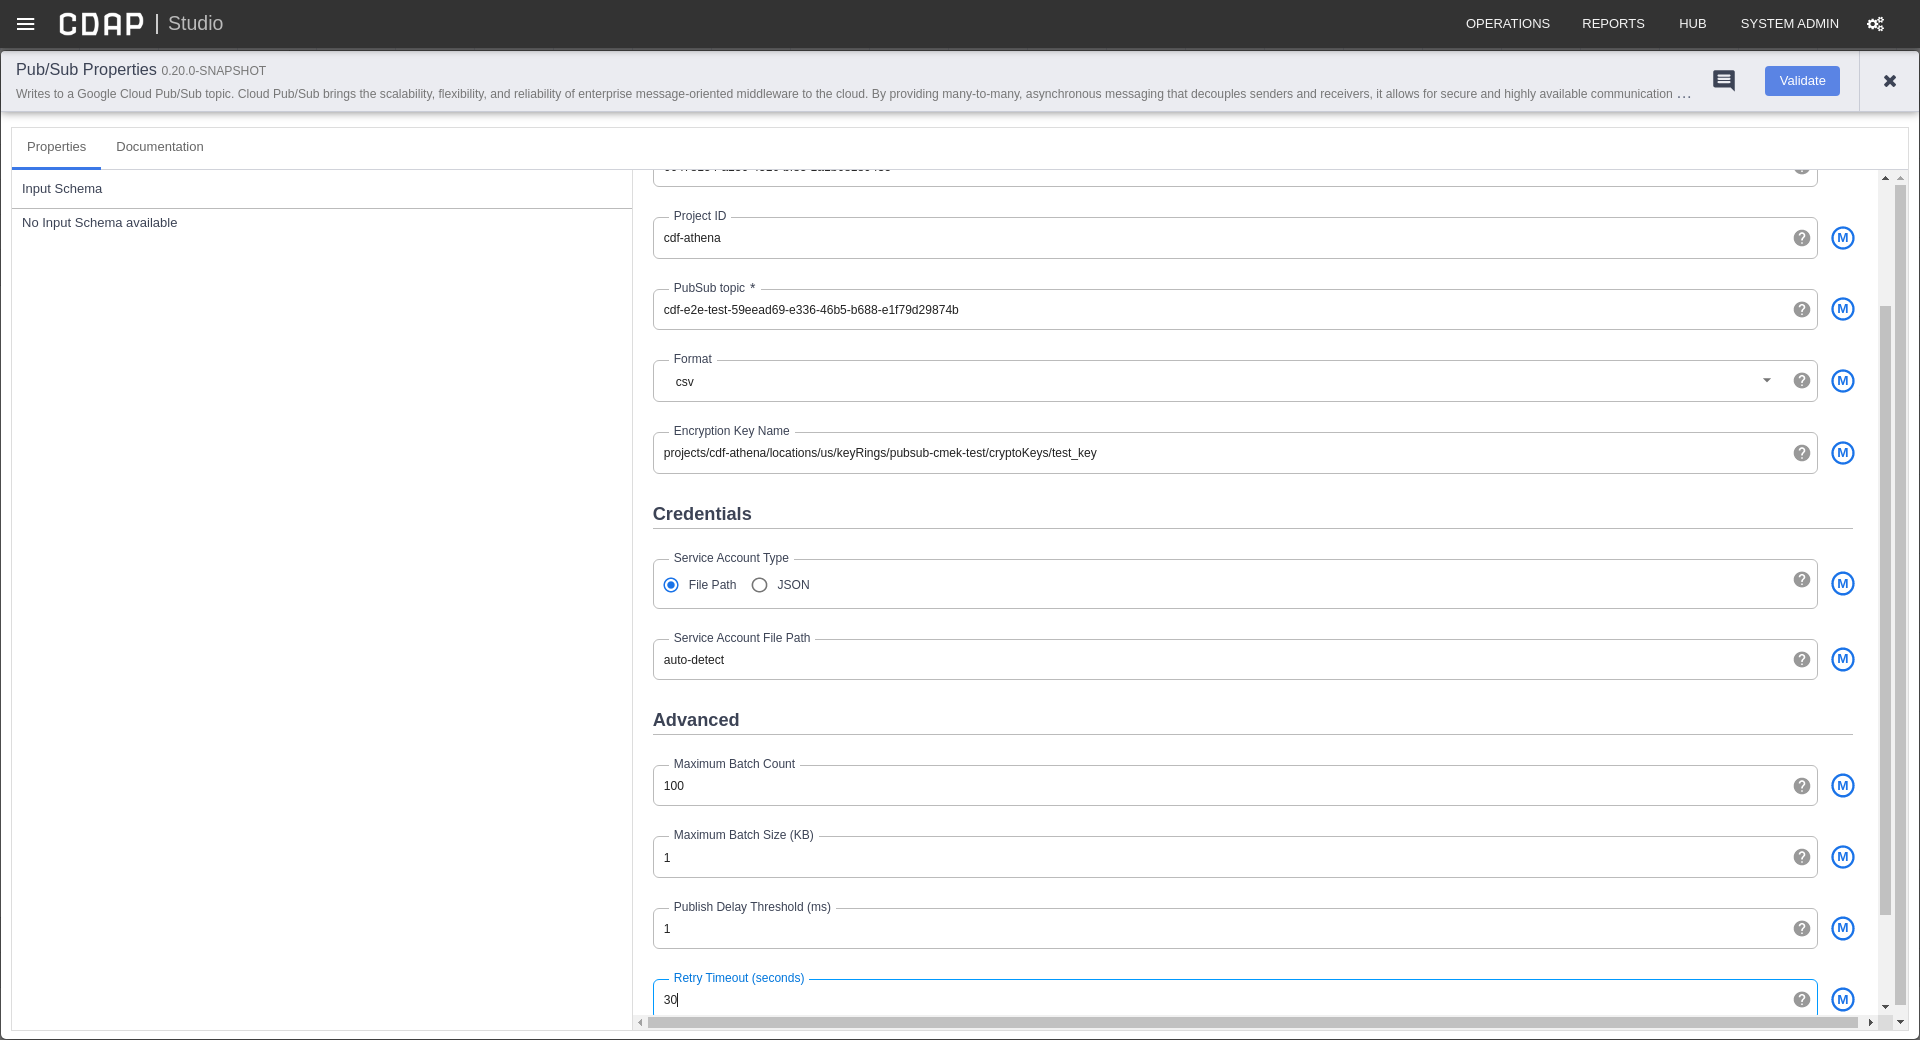 CDAP | Studio
OPERATIONS REPORTS HUB SYSTEM ADMIN
Pub/Sub Properties 0.20.0-SNAPSHOT
Writes to a Google Cloud Pub/Sub topic. Cloud Pub/Sub brings the scalability, flexibility, and reliability of enterprise message-oriented middleware to the cloud. By providing many-to-many, asynchronous messaging that decouples senders and receivers, it allows for secure and highly available communication ...
Validate
Properties Documentation
Input Schema
No Input Schema available
Project ID
cdf-athena
M
PubSub topic *
cdf-e2e-test-59eead69-e336-46b5-b688-e1f79d29874b
M
Format
csv
M
Encryption Key Name
projects/cdf-athena/locations/us/keyRings/pubsub-cmek-test/cryptoKeys/test_key
M
Credentials
Service Account Type
File Path JSON
M
Service Account File Path
auto-detect
M
Advanced
Maximum Batch Count
100
M
Maximum Batch Size (KB)
1
M
Publish Delay Threshold (ms)
1
M
Retry Timeout (seconds)
30
M